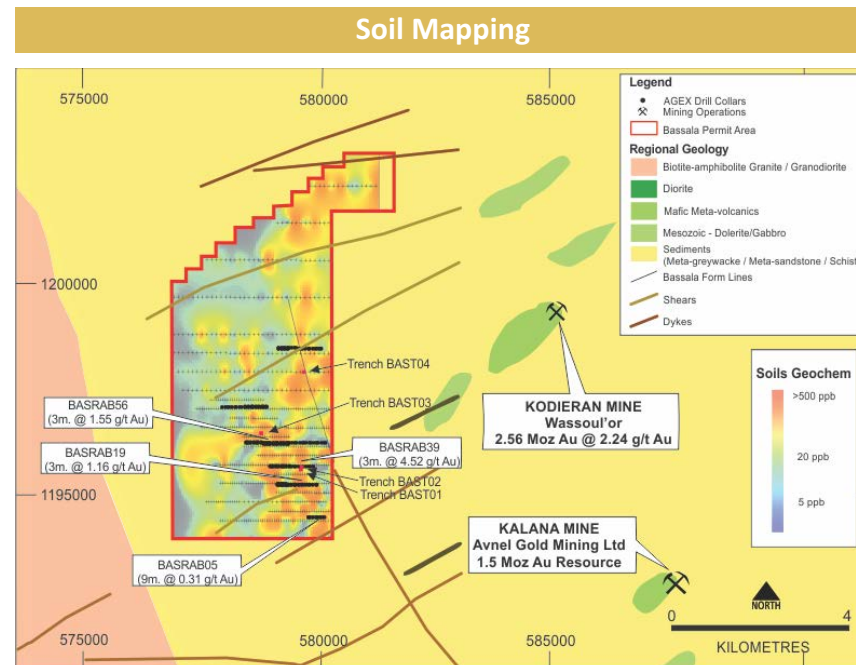 Soil Mapping
575000
580000
585000
Legend
AGEX Drill Collars
Mining Operations
Bassala Permit Area
Regional Geology
Biotite-amphibolite Granite / Granodiorite
Diorite
Mafic Meta-volcanics
Mesozoic - Dolerite/Gabbro
Sediments
(Meta-greywacke / Meta-sandstone / Schist
Bassala Form Lines
Shears
Dykes
1200000
Trench BAST04
Soils Geochem
>500 ppb
20 ppb
5 ppb
KODIERAN MINE
Wassoul'or
2.56 Moz Au @ 2.24 g/t Au
BASRAB56
(3m. @ 1.55 g/t Au)
Trench BAST03
BASRAB19
(3m. @ 1.16 g/t Au)
BASRAB39
(3m. @ 4.52 g/t Au)
Trench BAST02
Trench BAST01
1195000
KALANA MINE
Avnel Gold Mining Ltd
1.5 Moz Au Resource
BASRAB05
(9m. @ 0.31 g/t Au)
NORTH
0
4
KILOMETRES
575000
580000
585000